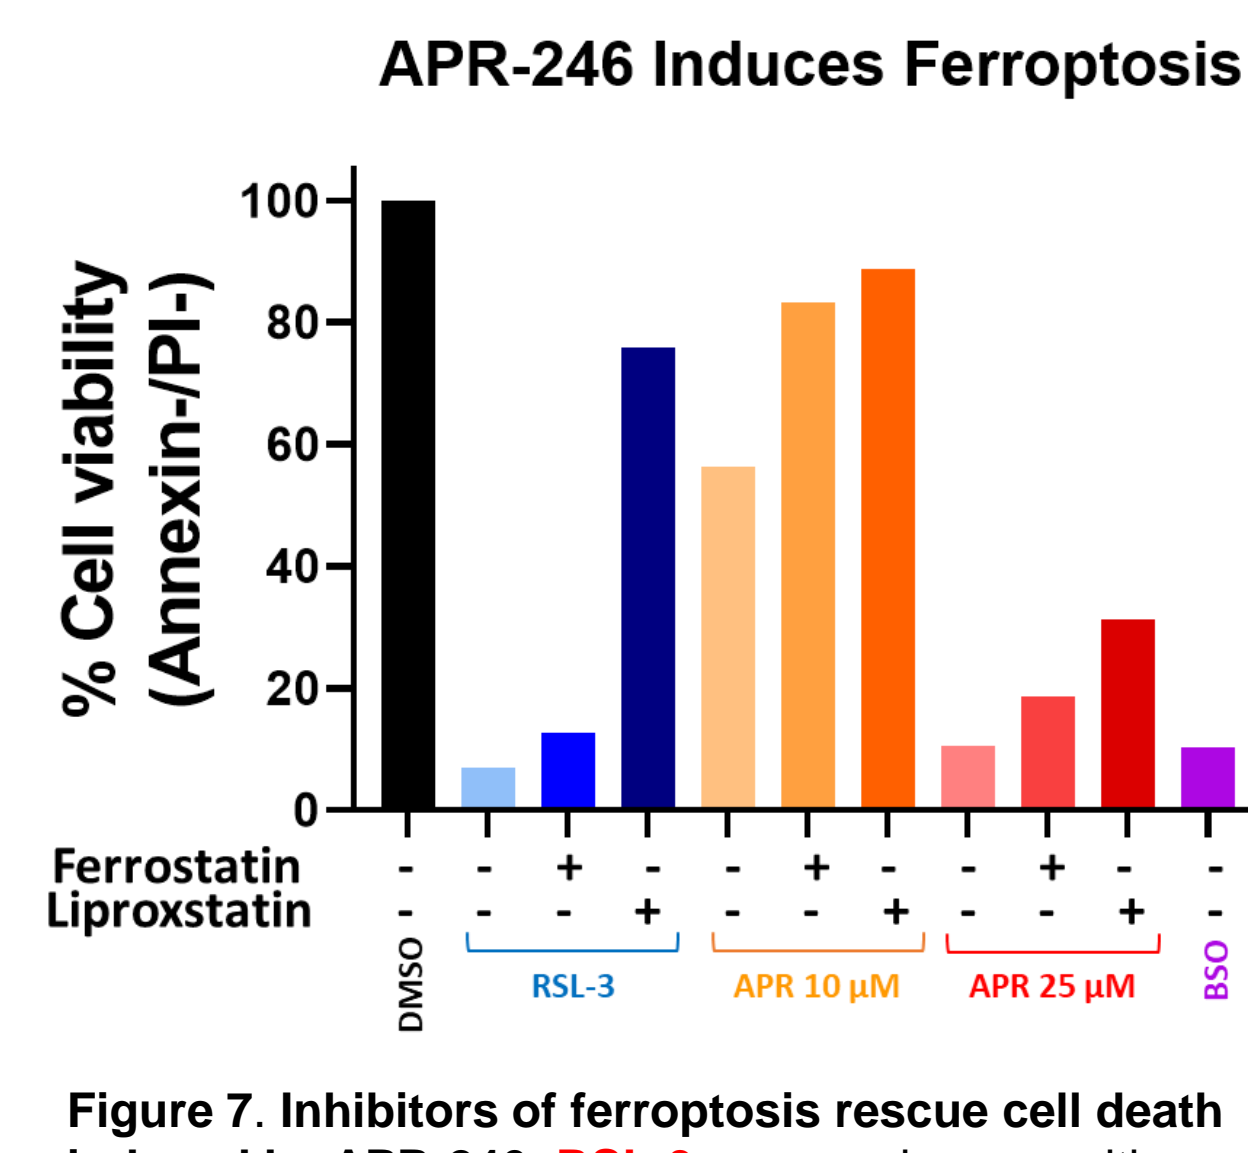 APR-246 Induces Ferroptosis
% Cell viability
(Annexin-/PI-)
100
80
60
40
20
0
Ferrostatin - - + - - + - - + - -
Liproxstatin - - - + - - + - - + -
DMSO
RSL-3
APR 10 μM
APR 25 μM
BSO
Figure 7. Inhibitors of ferroptosis rescue cell death